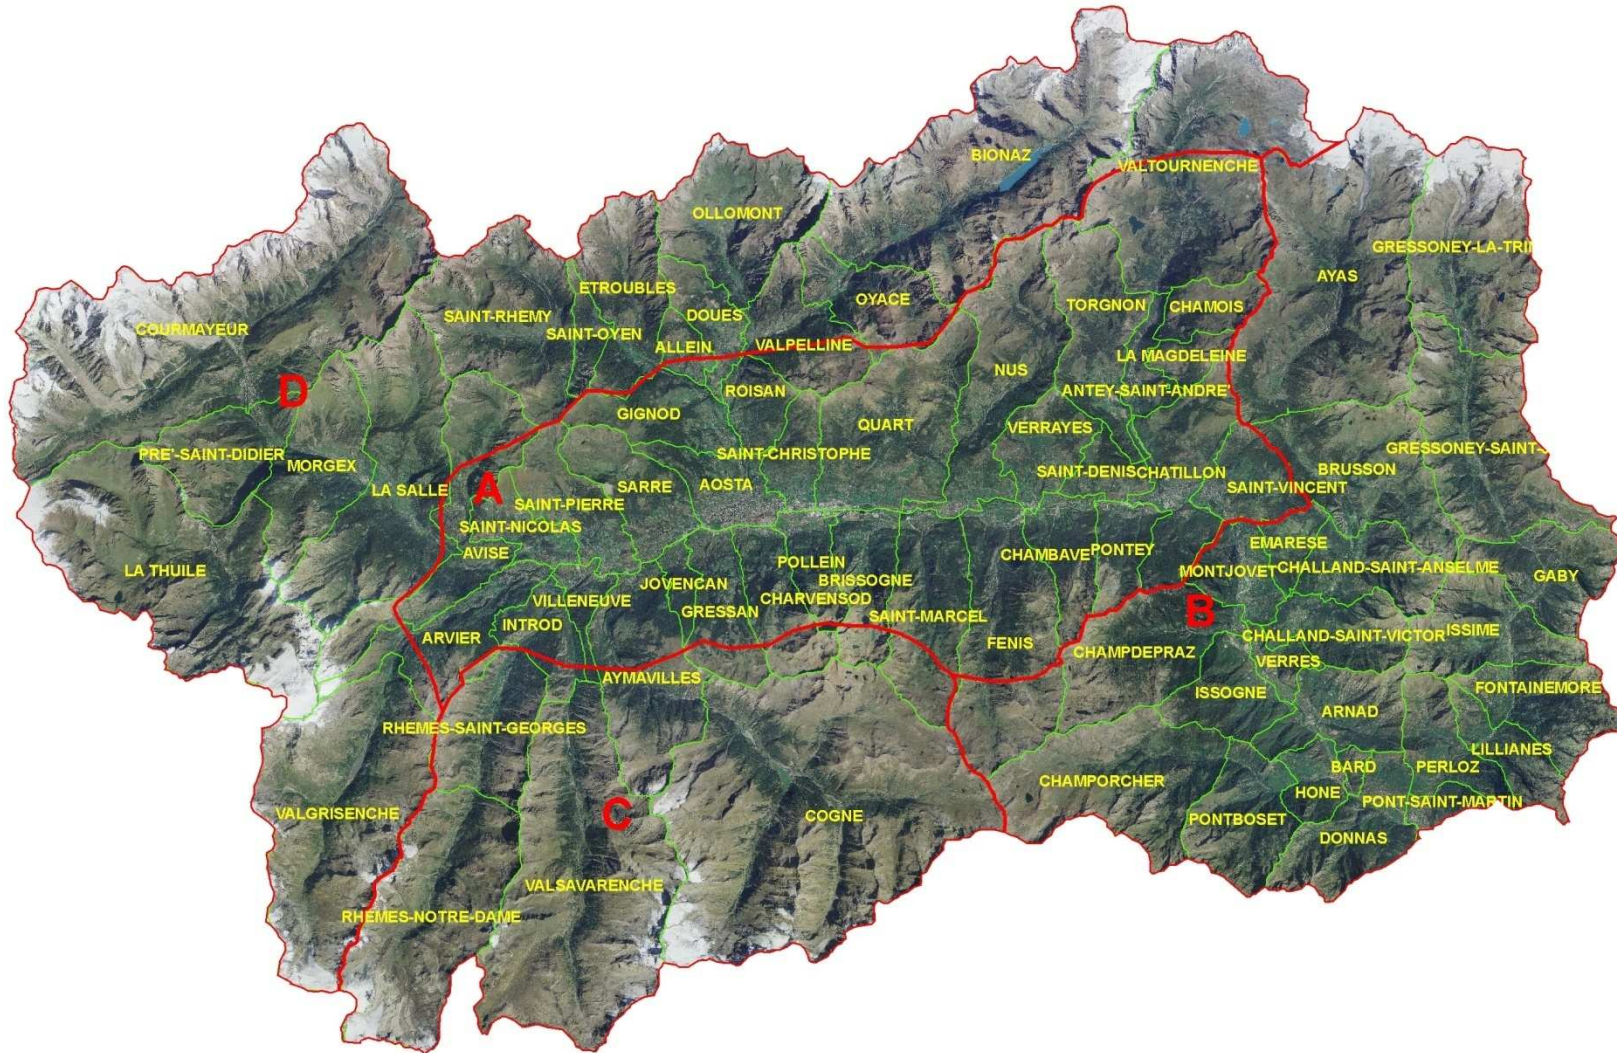 BIONAZ
VALTOURNENCHE
OLLOMONT
GRESSONEY-LA-TRIN
AYAS
ETROUBLES
OYACE
TORGNON
CHAMOIS
SAINT-RHEMY
DOUES
COURMAYEUR
SAINT-OYEN
ALLEIN
VALPELLINE
LA MAGDELEINE
NUS
D
ROISAN
ANTEY-SAINT-ANDRE'
GIGNOD
QUART
VERRAYES
PRE'-SAINT-DIDIER
MORGEX
SAINT-CHRISTOPHE
GRESSONEY-SAINT-J
BRUSSON
SAINT-DENIS
CHATILLON
LA SALLE
A
SARRE
AOSTA
SAINT-VINCENT
SAINT-PIERRE
SAINT-NICOLAS
AVISE
EMARESE
CHAMBAVE
PONTEY
LA THUILE
POLLEIN
MONTJOVET
CHALLAND-SAINT-ANSELME
GABY
JOVENCAN
BRISSOGNE
VILLENEUVE
GRESSAN
CHARVENSOD
B
INTROD
SAINT-MARCEL
ARVIER
FENIS
CHALLAND-SAINT-VICTOR
ISSIME
CHAMPDEPRAZ
VERRES
AYMAVILLES
ISSOGNE
FONTAINEMORE
RHEMES-SAINT-GEORGES
ARNAD
LILLIANES
BARD
PERLOZ
CHAMPORCHER
HONE
PONT-SAINT-MARTIN
VALGRISENCHE
C
COGNE
PONTBOSET
DONNAS
VALSAVARENCHE
RHEMES-NOTRE-DAME